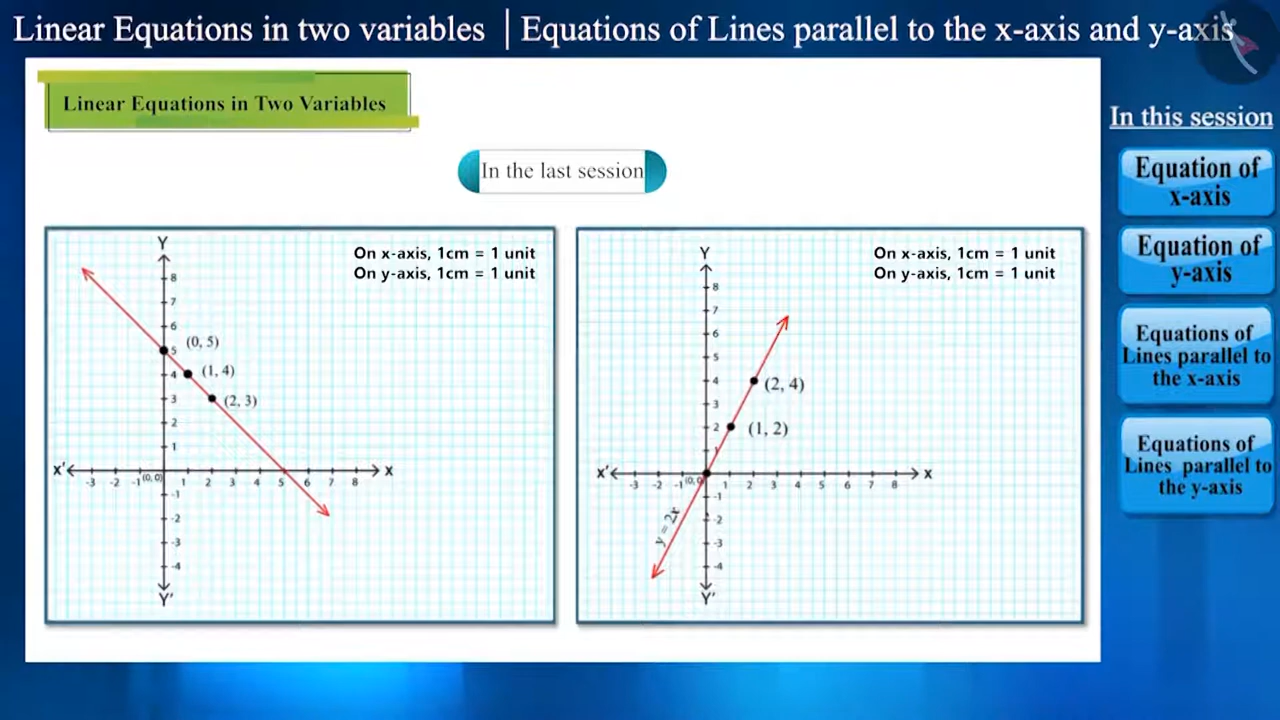 Linear Equations in two variables | Equations of Lines parallel to the x-axis and y-axis
Linear Equations in Two Variables
In the last session
On x-axis, 1cm = 1 unit
On y-axis, 1cm = 1 unit
Y
8
7
6
5
(0, 5)
4
(1, 4)
3
(2, 3)
2
1
X' -3 -2 -1 (0, 0) 1 2 3 4 5 6 7 8 X
-1
-2
-3
-4
Y'
On x-axis, 1cm = 1 unit
On y-axis, 1cm = 1 unit
Y
8
7
6
5
4
(2, 4)
3
2
(1, 2)
1
X' -3 -2 -1 (0, 0) 1 2 3 4 5 6 7 8 X
-1
-2
-3
-4
y = 2x
Y'
In this session
Equation of
x-axis
Equation of
y-axis
Equations of
Lines parallel to
the x-axis
Equations of
Lines parallel to
the y-axis